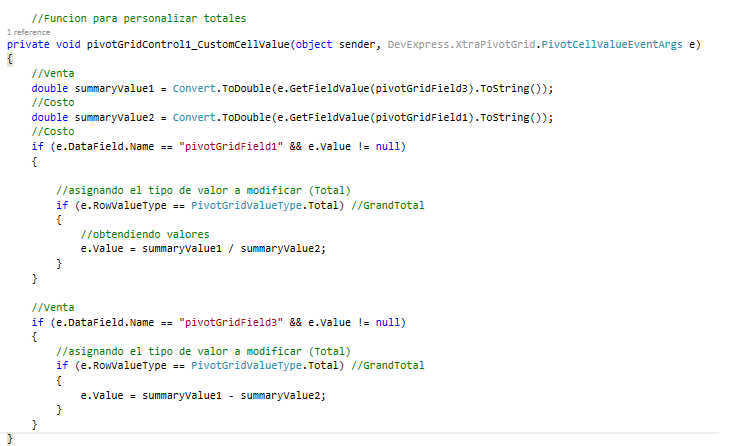 //Funcion para personalizar totales
1 reference
private void pivotGridControl1_CustomCellValue(object sender, DevExpress.XtraPivotGrid.PivotCellValueEventArgs e)
{
//Venta
double summaryValue1 = Convert.ToDouble(e.GetFieldValue(pivotGridField3).ToString());
//Costo
double summaryValue2 = Convert.ToDouble(e.GetFieldValue(pivotGridField1).ToString());
//Costo
if (e.DataField.Name == "pivotGridField1" && e.Value != null)
{
//asignando el tipo de valor a modificar (Total)
if (e.RowValueType == PivotGridValueType.Total) //GrandTotal
{
//obtendiendo valores
e.Value = summaryValue1 / summaryValue2;
}
}
//Venta
if (e.DataField.Name == "pivotGridField3" && e.Value != null)
{
//asignando el tipo de valor a modificar (Total)
if (e.RowValueType == PivotGridValueType.Total) //GrandTotal
{
e.Value = summaryValue1 - summaryValue2;
}
}
}